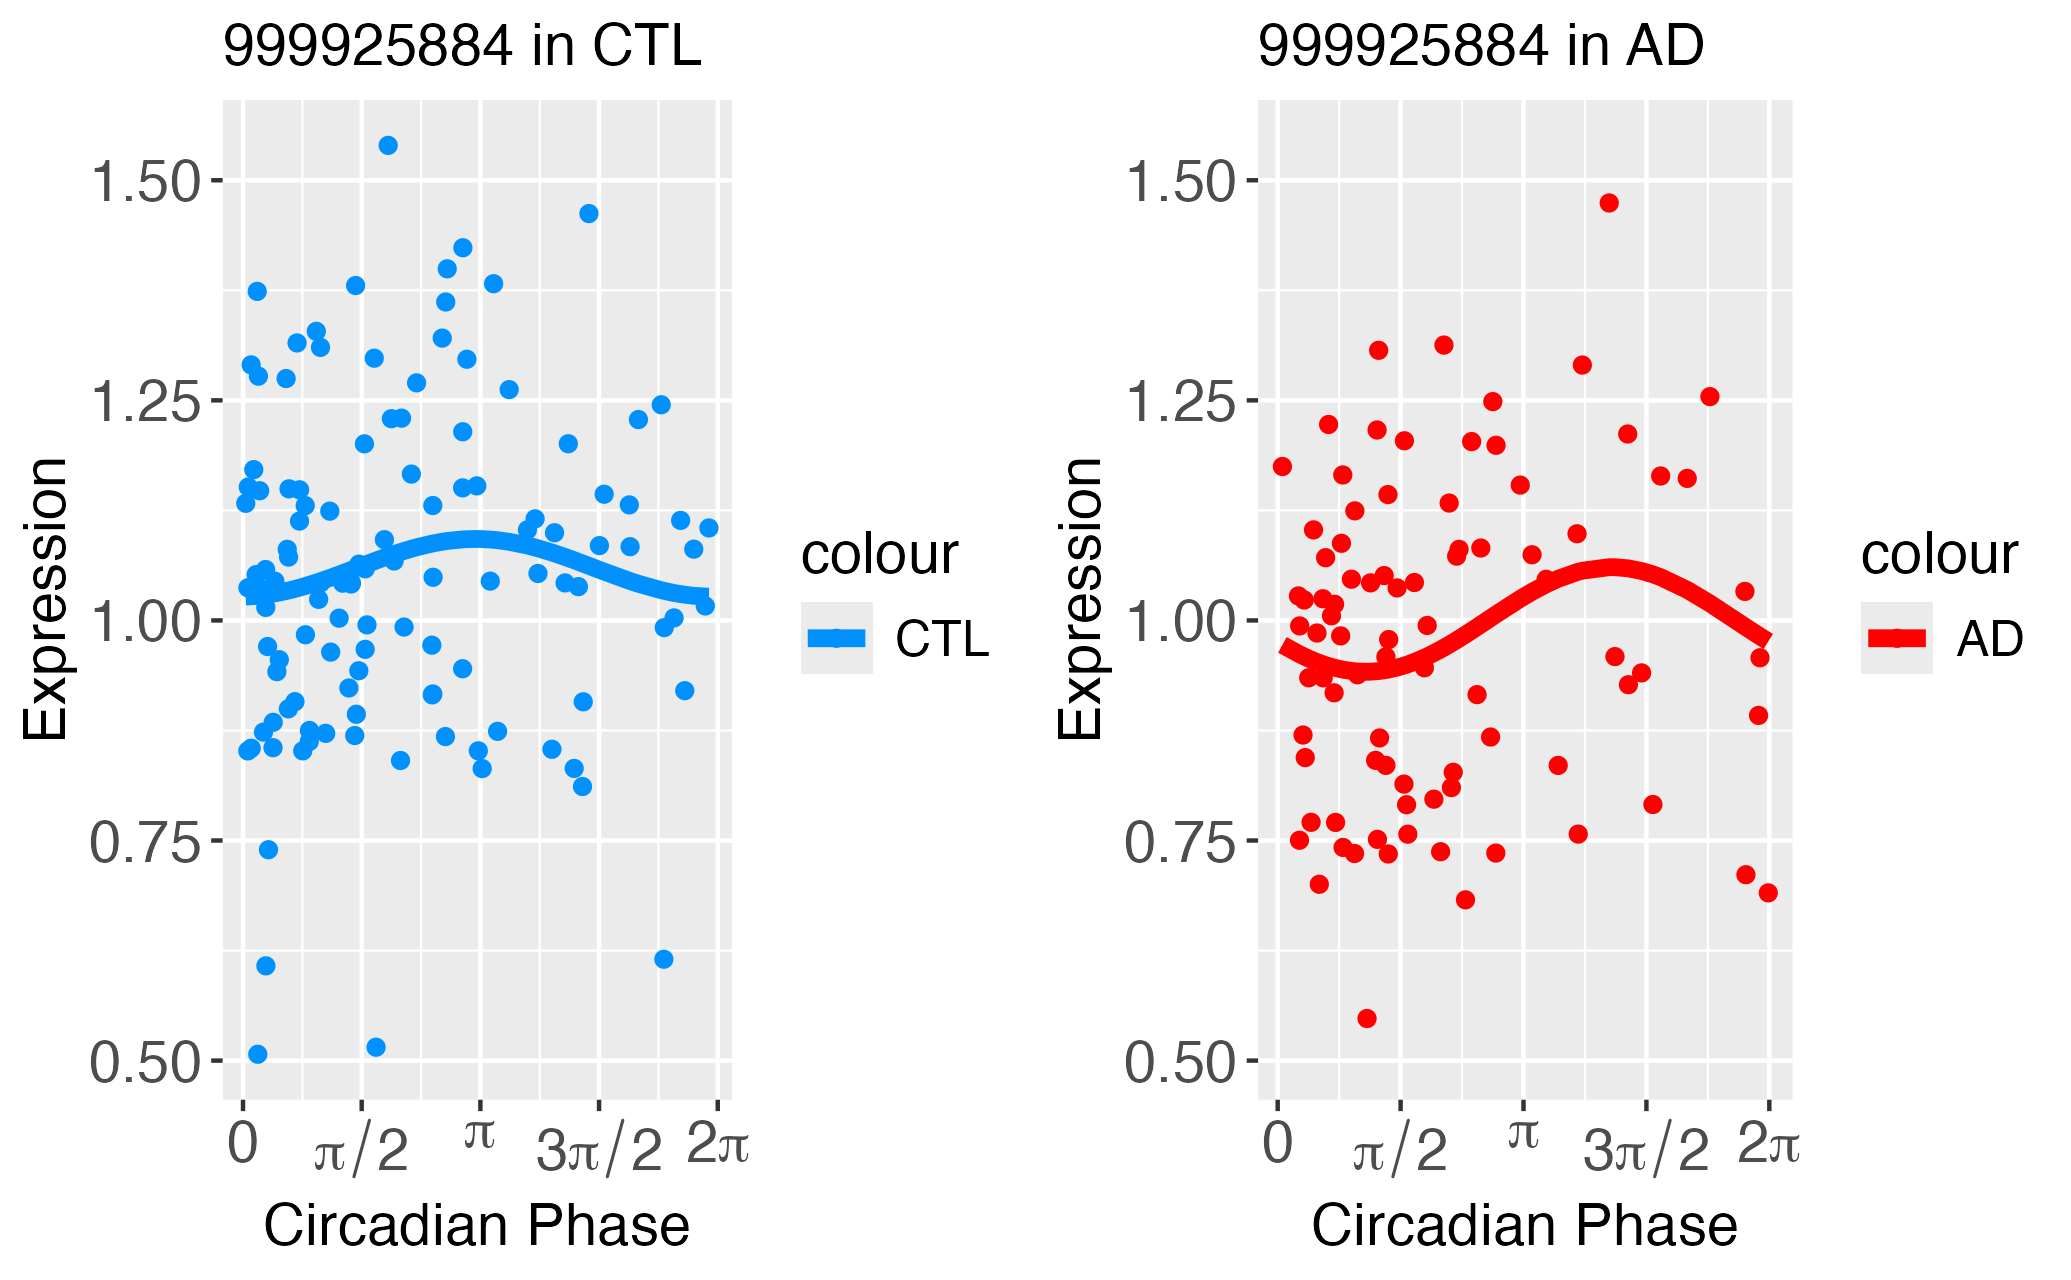 999925884 in CTL
Expression
1.50
1.25
1.00
0.75
0.50
0
π/2
π
3π/2
2π
Circadian Phase
colour
CTL
999925884 in AD
Expression
1.50
1.25
1.00
0.75
0.50
0
π/2
π
3π/2
2π
Circadian Phase
colour
AD